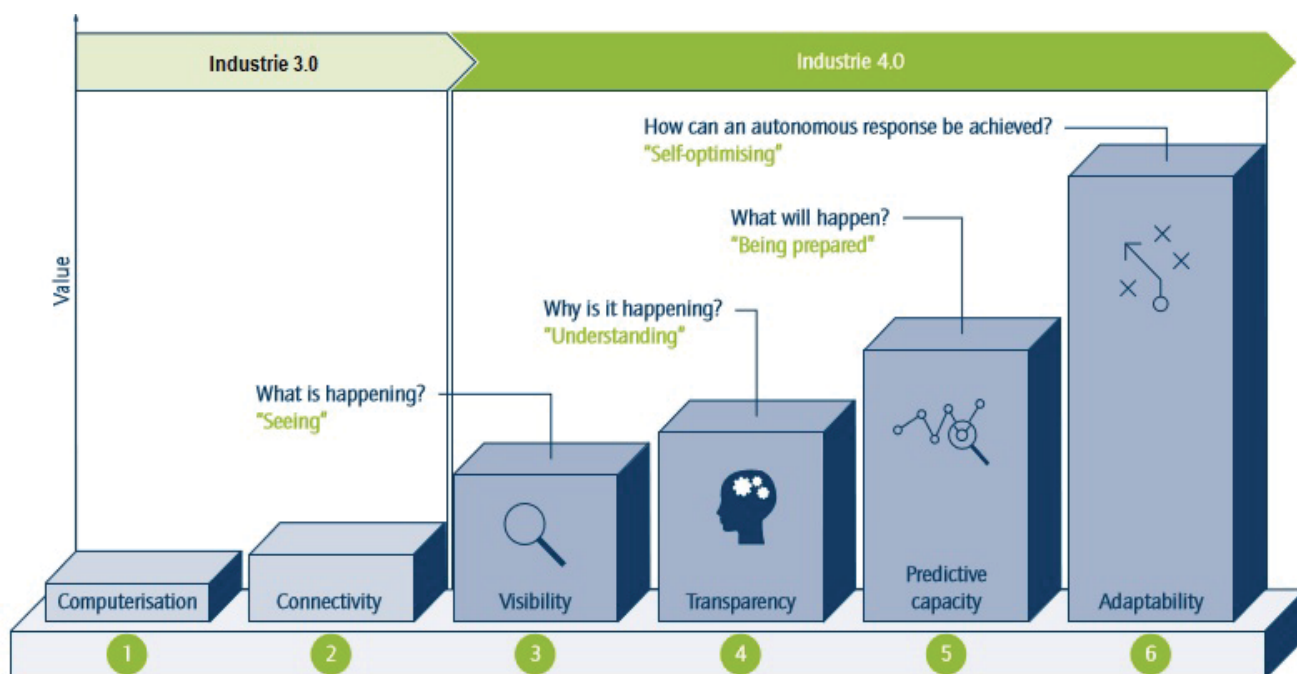 Industrie 3.0
Industrie 4.0
How can an autonomous response be achieved?
"Self-optimising"
What will happen?
"Being prepared"
Why is it happening?
"Understanding"
What is happening?
"Seeing"
Value
Computerisation
Connectivity
Visibility
Transparency
Predictive
capacity
Adaptability
1
2
3
4
5
6